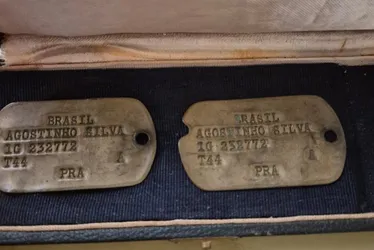 BRASIL
AGOSTINHO SILVA
1G 232772
T44 A
PRA
BRASIL
AGOSTINHO SILVA
1G 232772
T44 A
PRA